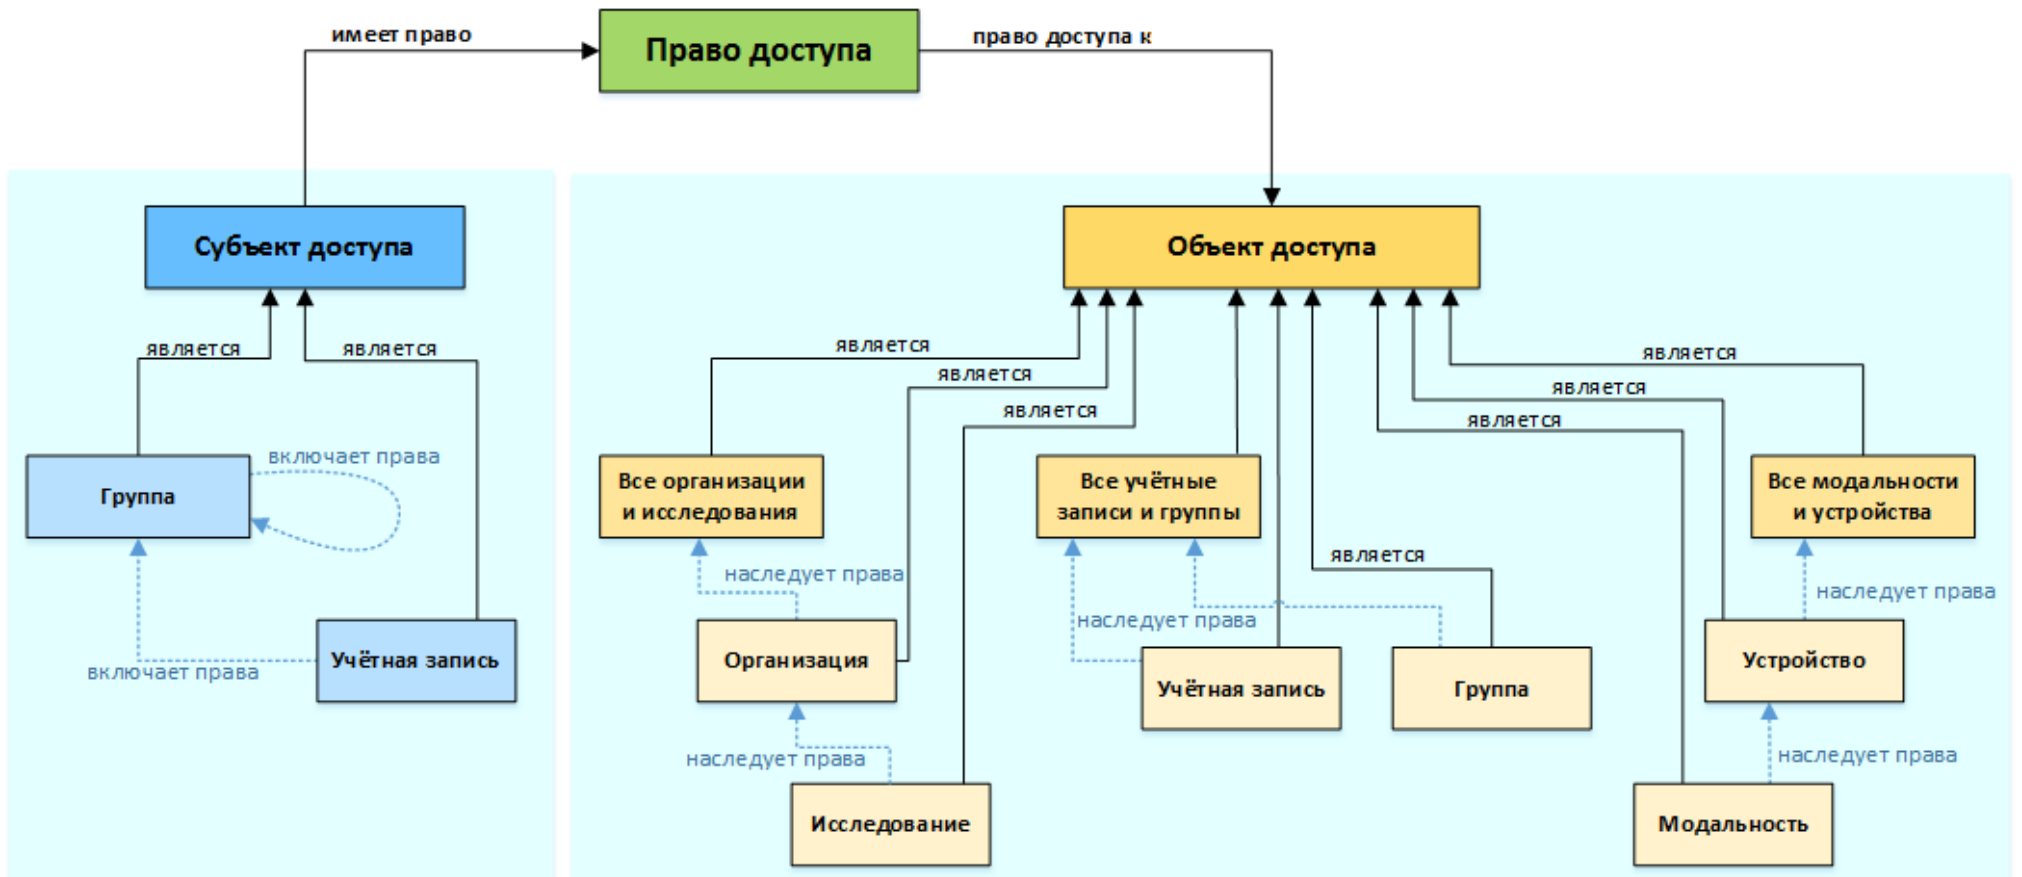 имеет право
Право доступа
право доступа к
Субъект доступа
Объект доступа
является
является
является
является
является
является
является
является
включает права
Группа
Все организации
и исследования
Все учётные
записи и группы
Все модальности
и устройства
является
наследует права
наследует права
наследует права
включает права
Учётная запись
Организация
Учётная запись
Группа
Устройство
наследует права
наследует права
Исследование
Модальность